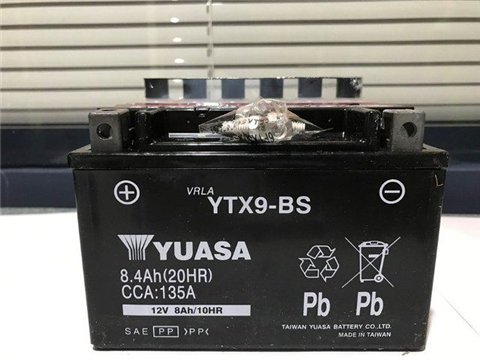 VRLA
YTX9-BS
YUASA
8.4Ah(20HR)
CCA:135A
12V 8Ah/10HR
SAE PP >PP<
Pb Pb
TAIWAN YUASA BATTERY CO.,LTD.
MADE IN TAIWAN